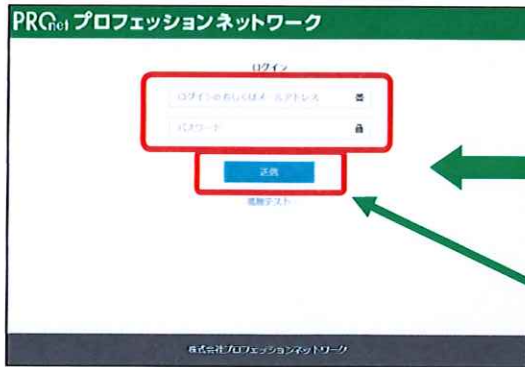 PROnet プロフェッションネットワーク
ログイン
ログインIDもしくはメールアドレス
パスワード
送信
視聴テスト
株式会社プロフェッションネットワーク